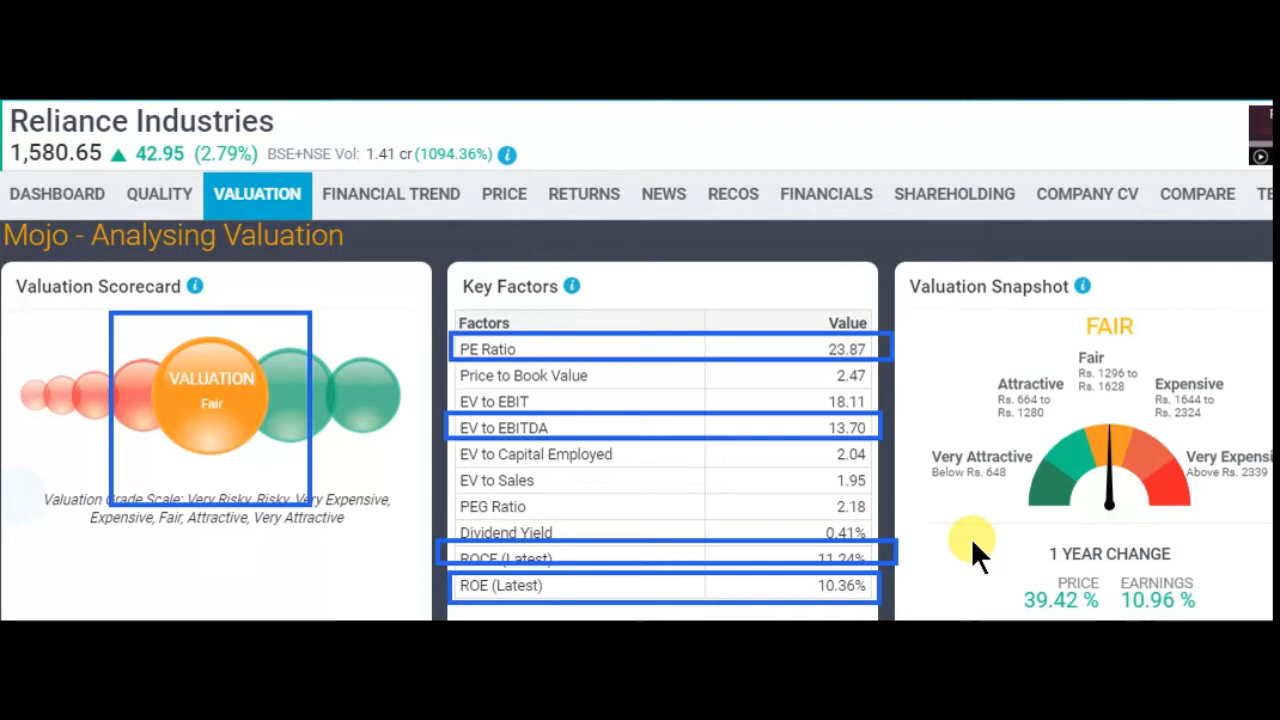 Reliance Industries
1,580.65 ▲ 42.95 (2.79%) BSE+NSE Vol: 1.41 cr (1094.36%)
DASHBOARD QUALITY VALUATION FINANCIAL TREND PRICE RETURNS NEWS RECOS FINANCIALS SHAREHOLDING COMPANY CV COMPARE
Mojo - Analysing Valuation
Valuation Scorecard
VALUATION
Fair
Valuation Grade Scale: Very Risky, Risky, Very Expensive,
Expensive, Fair, Attractive, Very Attractive
Key Factors
Factors Value
PE Ratio 23.87
Price to Book Value 2.47
EV to EBIT 18.11
EV to EBITDA 13.70
EV to Capital Employed 2.04
EV to Sales 1.95
PEG Ratio 2.18
Dividend Yield 0.41%
ROCE (Latest) 11.24%
ROE (Latest) 10.36%
Valuation Snapshot
FAIR
Fair
Rs. 1296 to
Rs. 1628
Attractive
Rs. 664 to
Rs. 1280
Expensive
Rs. 1644 to
Rs. 2324
Very Attractive
Below Rs. 648
Very Expensi
Above Rs. 2339
1 YEAR CHANGE
PRICE EARNINGS
39.42 % 10.96 %